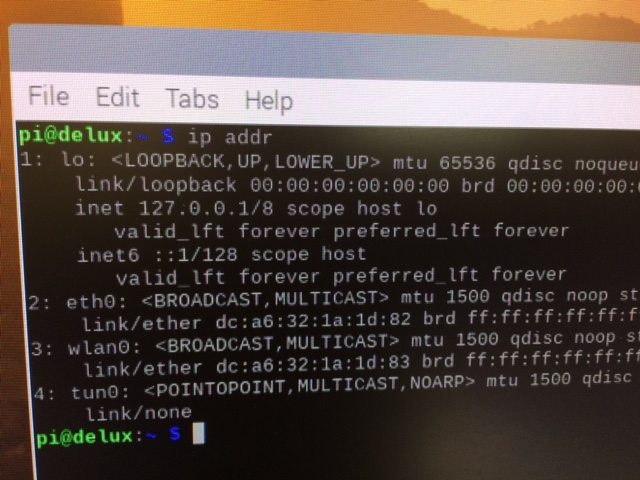 File Edit Tabs Help
pi@delux:~ $ ip addr
1: lo: <LOOPBACK,UP,LOWER_UP> mtu 65536 qdisc noqueu
link/loopback 00:00:00:00:00:00 brd 00:00:00:00:
inet 127.0.0.1/8 scope host lo
valid_lft forever preferred_lft forever
inet6 ::1/128 scope host
valid_lft forever preferred_lft forever
2: eth0: <BROADCAST,MULTICAST> mtu 1500 qdisc noop st
link/ether dc:a6:32:1a:1d:82 brd ff:ff:ff:ff:ff:f
3: wlan0: <BROADCAST,MULTICAST> mtu 1500 qdisc noop st
link/ether dc:a6:32:1a:1d:83 brd ff:ff:ff:ff:ff:ff
4: tun0: <POINTOPOINT,MULTICAST,NOARP> mtu 1500 qdisc
link/none
pi@delux:~ $